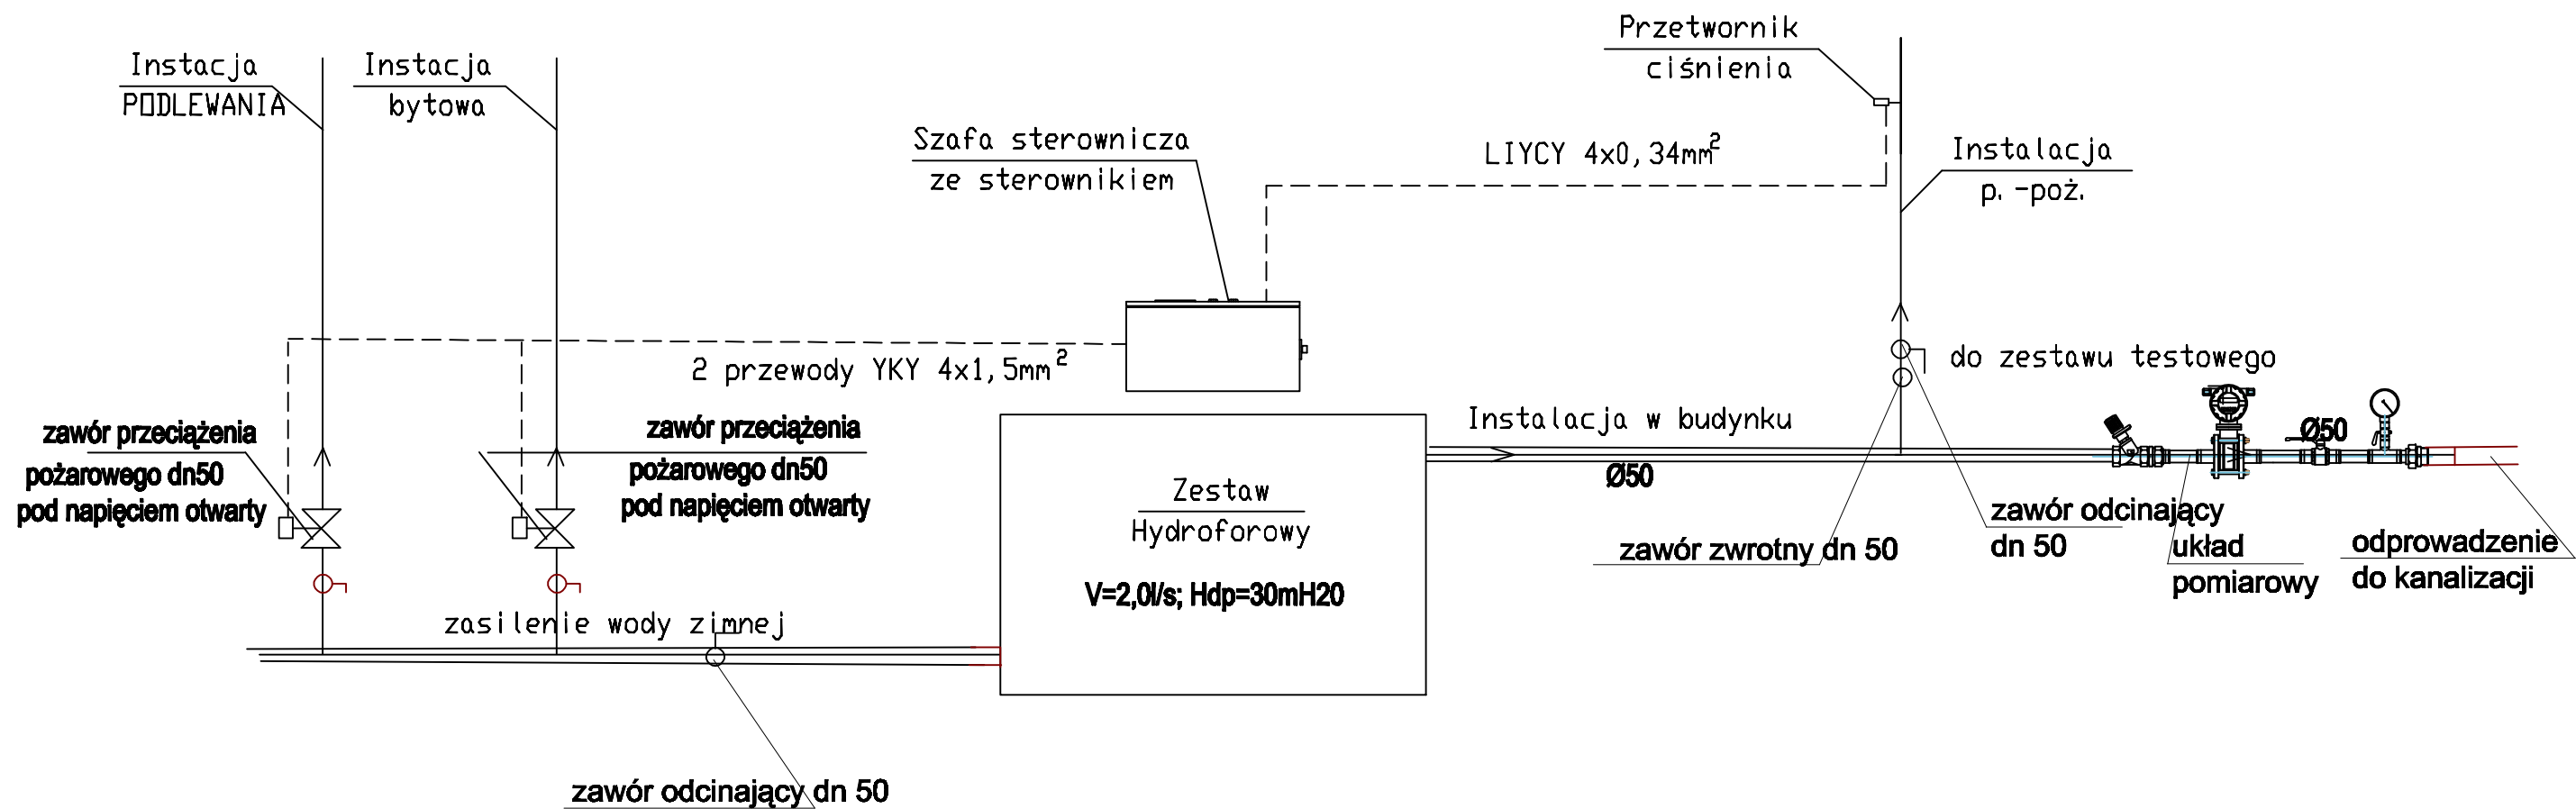 Instacja
PODLEWANIA
Instacja
bytowa
Szafa sterownicza
ze sterownikiem
Przetwornik
ciśnienia
LIYCY 4x0,34mm²
Instalacja
p. -poż.
2 przewody YKY 4x1,5mm²
do zestawu testowego
zawór przeciążenia
pożarowego dn50
pod napięciem otwarty
zawór przeciążenia
pożarowego dn50
pod napięciem otwarty
Instalacja w budynku
Ø50
Ø50
Zestaw
Hydroforowy
V=2,0l/s; Hdp=30mH20
zawór zwrotny dn 50
zawór odcinający
dn 50
układ
pomiarowy
odprowadzenie
do kanalizacji
zasilenie wody zimnej
zawór odcinający dn 50